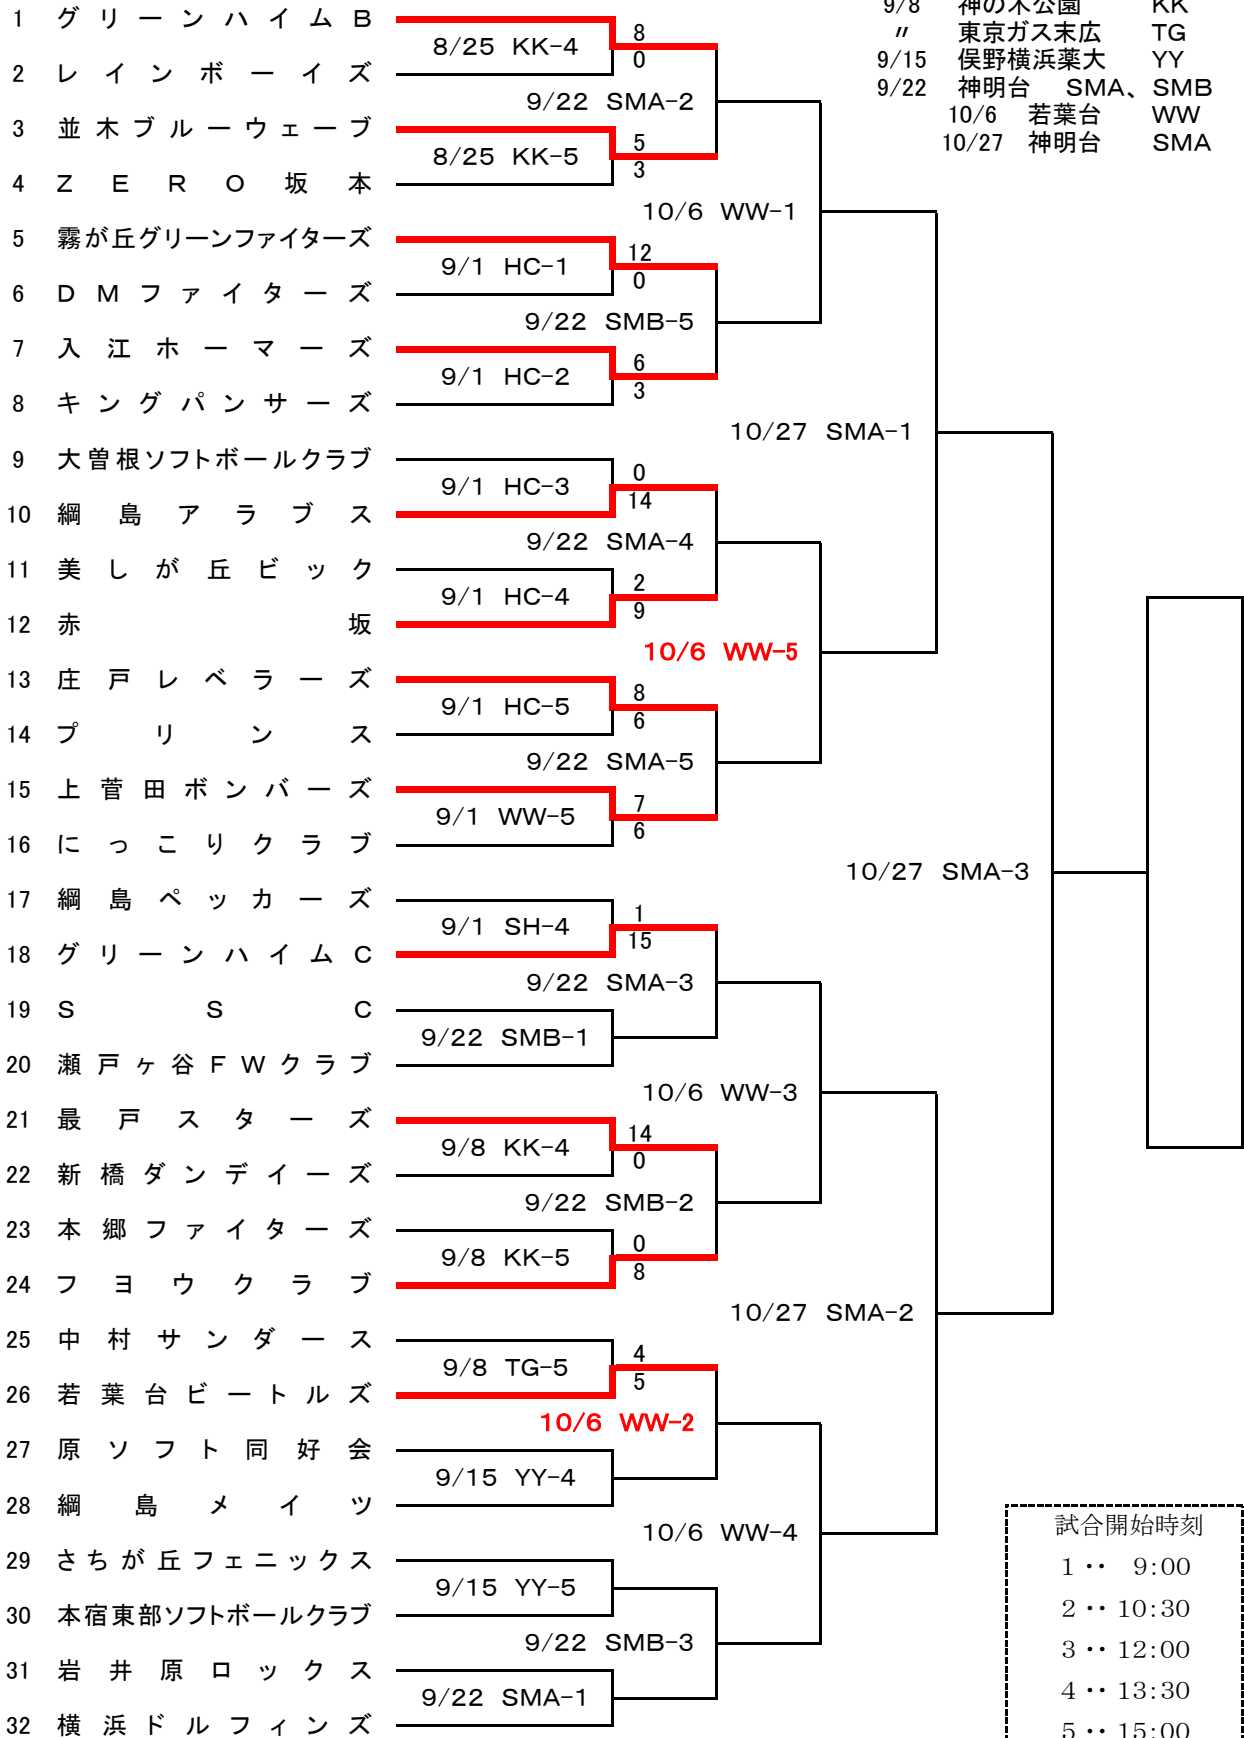 9/8 神の木公園 KK
〃 東京ガス末広 TG
9/15 俣野横浜薬大 YY
9/22 神明台 SMA、SMB
10/6 若葉台 WW
10/27 神明台 SMA
1 グリーンハイムB
8/25 KK-4
8
0
2 レインボーイズ
9/22 SMA-2
3 並木ブルーウェーブ
8/25 KK-5
5
3
4 ZERO坂本
10/6 WW-1
5 霧が丘グリーンファイターズ
9/1 HC-1
12
0
6 DMファイターズ
9/22 SMB-5
7 入江ホーマーズ
9/1 HC-2
6
3
8 キングパンサーズ
10/27 SMA-1
9 大曽根ソフトボールクラブ
9/1 HC-3
0
14
10 綱島アラブス
9/22 SMA-4
11 美しが丘ビック
9/1 HC-4
2
9
12 赤坂
10/6 WW-5
13 庄戸レベラーズ
9/1 HC-5
8
6
14 プリンス
9/22 SMA-5
15 上菅田ボンバーズ
9/1 WW-5
7
6
16 にっこりクラブ
10/27 SMA-3
17 綱島ペッカーズ
9/1 SH-4
1
15
18 グリーンハイムC
9/22 SMA-3
19 SSC
9/22 SMB-1
20 瀬戸ヶ谷FWクラブ
10/6 WW-3
21 最戸スターズ
9/8 KK-4
14
0
22 新橋ダンデイーズ
9/22 SMB-2
23 本郷ファイターズ
9/8 KK-5
0
8
24 フヨウクラブ
10/27 SMA-2
25 中村サンダース
9/8 TG-5
4
5
26 若葉台ビートルズ
10/6 WW-2
27 原ソフト同好会
9/15 YY-4
28 綱島メイツ
10/6 WW-4
29 さちが丘フェニックス
9/15 YY-5
30 本宿東部ソフトボールクラブ
9/22 SMB-3
31 岩井原ロックス
9/22 SMA-1
32 横浜ドルフィンズ
試合開始時刻
1‥ 9:00
2‥10:30
3‥12:00
4‥13:30
5‥15:00